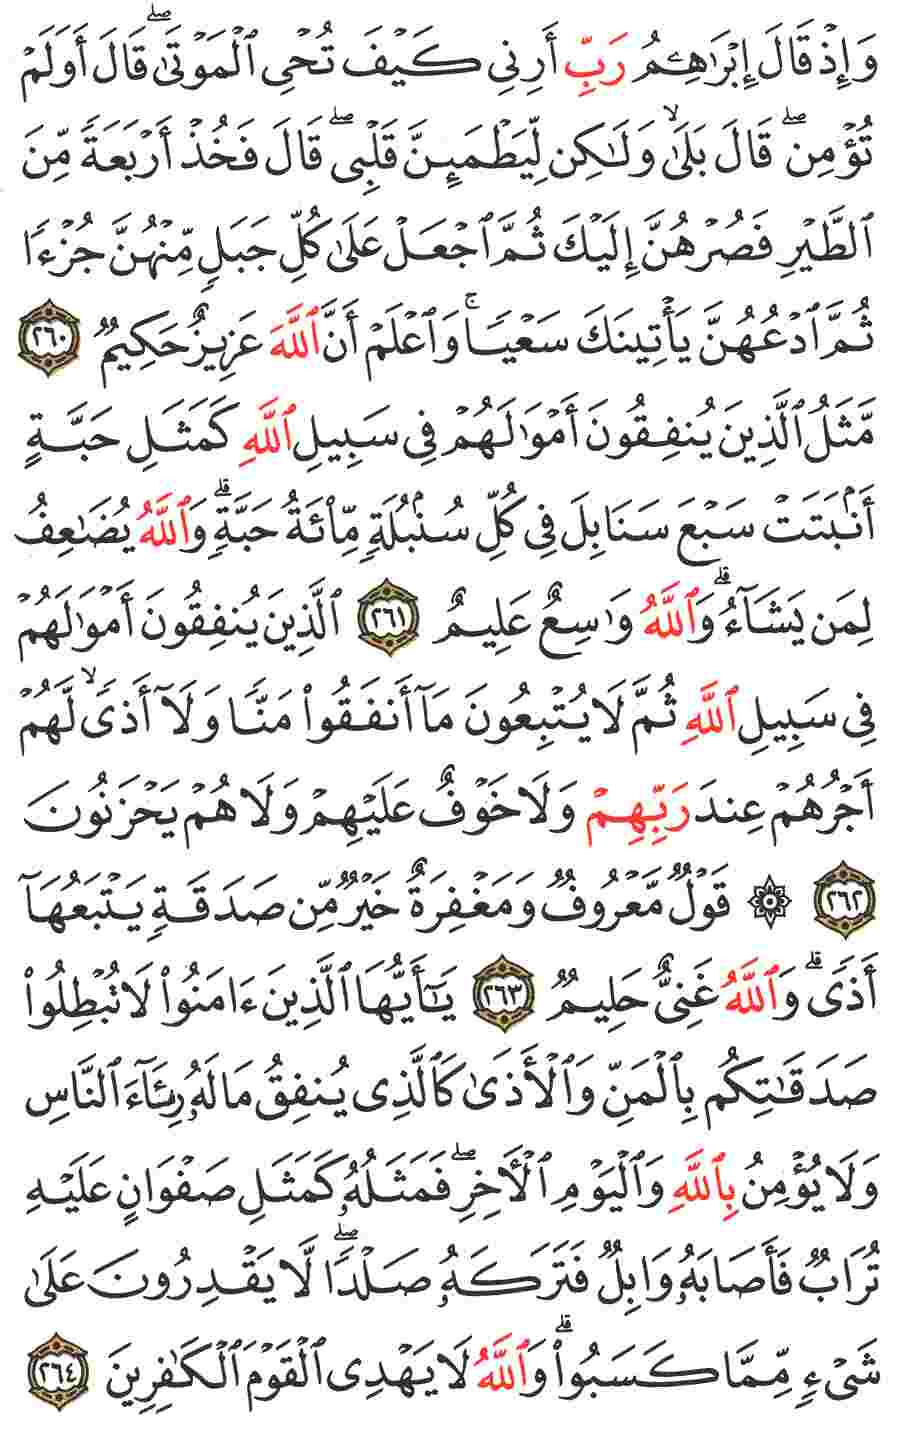 وَإِذْ قَالَ إِبْرَٰهِـۧمُ رَبِّ أَرِنِى كَيْفَ تُحْىِ ٱلْمَوْتَىٰ ۖ قَالَ أَوَلَمْ
تُؤْمِن ۖ قَالَ بَلَىٰ ۙ وَلَـٰكِن لِّيَطْمَئِنَّ قَلْبِى ۖ قَالَ فَخُذْ أَرْبَعَةً مِّنَ
ٱلطَّيْرِ فَصُرْهُنَّ إِلَيْكَ ثُمَّ ٱجْعَلْ عَلَىٰ كُلِّ جَبَلٍ مِّنْهُنَّ جُزْءًا
ثُمَّ ٱدْعُهُنَّ يَأْتِينَكَ سَعْيًا ۚ وَٱعْلَمْ أَنَّ ٱللَّهَ عَزِيزٌ حَكِيمٌ ٢٦٠
مَّثَلُ ٱلَّذِينَ يُنفِقُونَ أَمْوَٰلَهُمْ فِى سَبِيلِ ٱللَّهِ كَمَثَلِ حَبَّةٍ
أَنۢبَتَتْ سَبْعَ سَنَابِلَ فِى كُلِّ سُنۢبُلَةٍ مِّا۟ئَةُ حَبَّةٍ ۗ وَٱللَّهُ يُضَـٰعِفُ
لِمَن يَشَآءُ ۗ وَٱللَّهُ وَٰسِعٌ عَلِيمٌ ٢٦١ ٱلَّذِينَ يُنفِقُونَ أَمْوَٰلَهُمْ
فِى سَبِيلِ ٱللَّهِ ثُمَّ لَا يُتْبِعُونَ مَآ أَنفَقُوا۟ مَنًّا وَلَآ أَذًى ۙ لَّهُمْ
أَجْرُهُمْ عِندَ رَبِّهِمْ وَلَا خَوْفٌ عَلَيْهِمْ وَلَا هُمْ يَحْزَنُونَ
٢٦٢ ۞ قَوْلٌ مَّعْرُوفٌ وَمَغْفِرَةٌ خَيْرٌ مِّن صَدَقَةٍ يَتْبَعُهَآ
أَذًى ۗ وَٱللَّهُ غَنِىٌّ حَلِيمٌ ٢٦٣ يَـٰٓأَيُّهَا ٱلَّذِينَ ءَامَنُوا۟ لَا تُبْطِلُوا۟
صَدَقَـٰتِكُم بِٱلْمَنِّ وَٱلْأَذَىٰ كَٱلَّذِى يُنفِقُ مَالَهُۥ رِئَآءَ ٱلنَّاسِ
وَلَا يُؤْمِنُ بِٱللَّهِ وَٱلْيَوْمِ ٱلْـَٔاخِرِ ۖ فَمَثَلُهُۥ كَمَثَلِ صَفْوَانٍ عَلَيْهِ
تُرَابٌ فَأَصَابَهُۥ وَابِلٌ فَتَرَكَهُۥ صَلْدًا ۖ لَّا يَقْدِرُونَ عَلَىٰ
شَىْءٍ مِّمَّا كَسَبُوا۟ ۗ وَٱللَّهُ لَا يَهْدِى ٱلْقَوْمَ ٱلْكَـٰفِرِينَ ٢٦٤